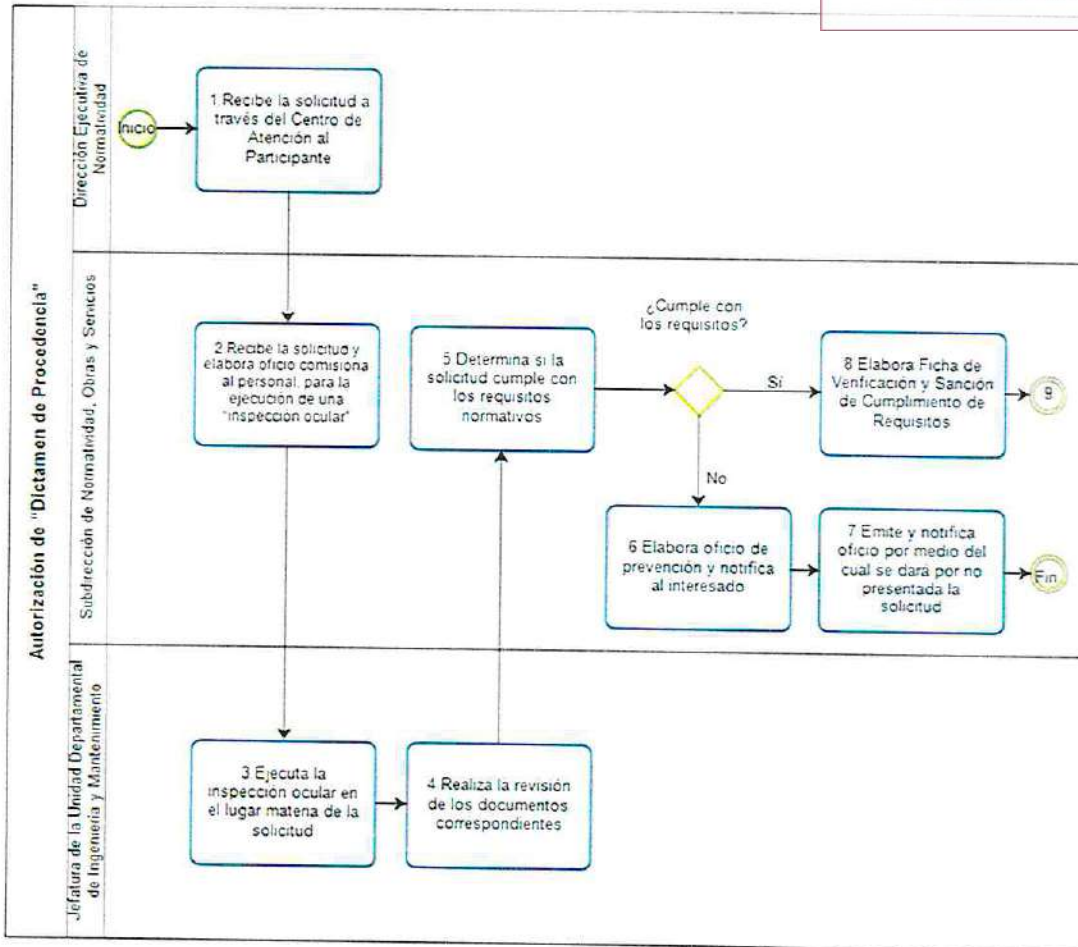 Autorización de "Dictamen de Procedencia"
Dirección Ejecutiva de
Normatividad
Inicio
1 Recibe la solicitud a
través del Centro de
Atención al
Participante
Subdirección de Normatividad, Obras y Servicios
2 Recibe la solicitud y
elabora oficio comisiona
al personal, para la
ejecución de una
"inspección ocular"
5 Determina si la
solicitud cumple con
los requisitos
normativos
¿Cumple con
los requisitos?
Sí
8 Elabora Ficha de
Verificación y Sanción
de Cumplimiento de
Requisitos
9
No
6 Elabora oficio de
prevención y notifica
al interesado
7 Emite y notifica
oficio por medio del
cual se dará por no
presentada la
solicitud
Fin
Jefatura de la Unidad Departamental
de Ingeniería y Mantenimiento
3 Ejecuta la
inspección ocular en
el lugar materia de la
solicitud
4 Realiza la revisión
de los documentos
correspondientes